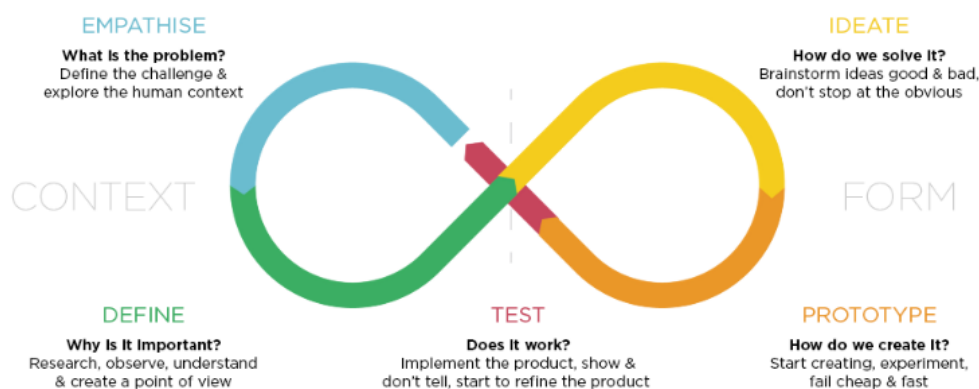 EMPATHISE
What is the problem?
Define the challenge &
explore the human context
IDEATE
How do we solve it?
Brainstorm ideas good & bad,
don't stop at the obvious
CONTEXT
FORM
DEFINE
Why is it important?
Research, observe, understand
& create a point of view
TEST
Does it work?
Implement the product, show &
don't tell, start to refine the product
PROTOTYPE
How do we create it?
Start creating, experiment,
fail cheap & fast